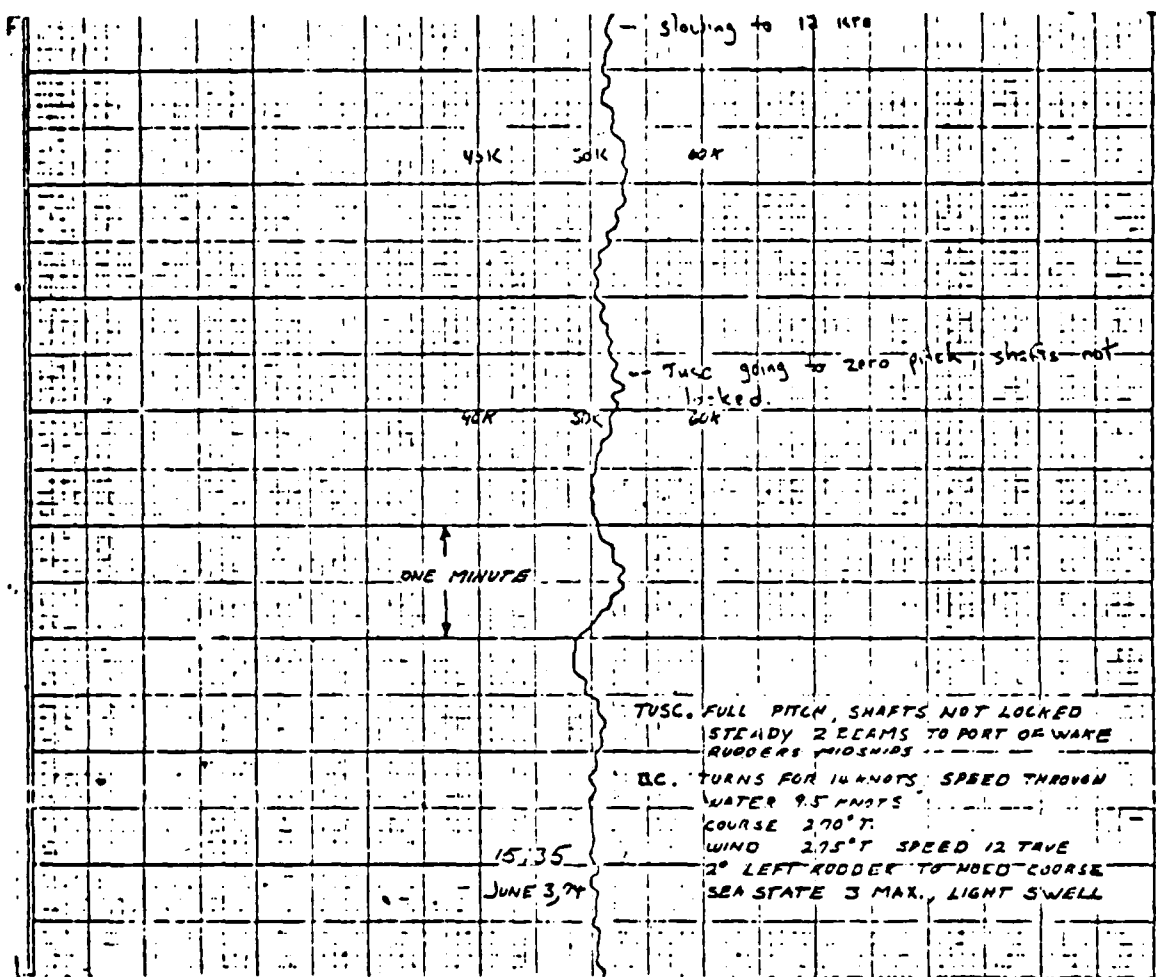 F
- slowing to 12 KTS
40K 50K 60K
-- TUSC going to zero pitch, shafts not
locked.
40K 50K 60K
ONE MINUTE
TUSC. FULL PITCH, SHAFTS NOT LOCKED
STEADY 2 BEAMS TO PORT OF WAKE
RUDDERS MIDSHIPS
B.C. TURNS FOR 14 KNOTS, SPEED THROUGH
WATER 9.5 KNOTS
COURSE 270°T.
WIND 275°T SPEED 12 TRUE
2° LEFT RUDDER TO HOLD COURSE
SEA STATE 3 MAX., LIGHT SWELL
15:35
- JUNE 3, 74